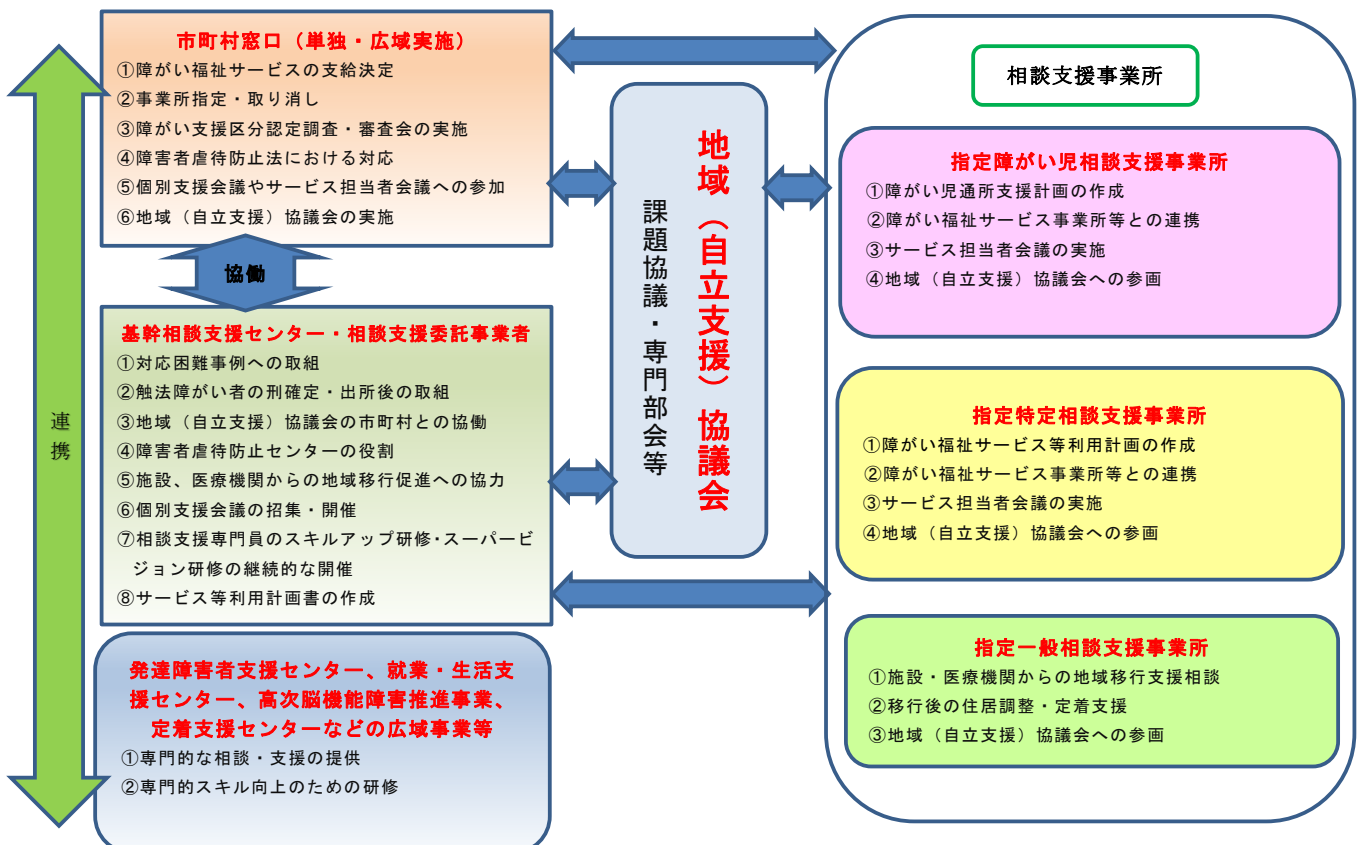 市町村窓口（単独・広域実施）
①障がい福祉サービスの支給決定
②事業所指定・取り消し
③障がい支援区分認定調査・審査会の実施
④障害者虐待防止法における対応
⑤個別支援会議やサービス担当者会議への参加
⑥地域（自立支援）協議会の実施
協働
基幹相談支援センター・相談支援委託事業者
①対応困難事例への取組
②触法障がい者の刑確定・出所後の取組
③地域（自立支援）協議会の市町村との協働
④障害者虐待防止センターの役割
⑤施設、医療機関からの地域移行促進への協力
⑥個別支援会議の招集・開催
⑦相談支援専門員のスキルアップ研修・スーパービ
ジョン研修の継続的な開催
⑧サービス等利用計画書の作成
連携
発達障害者支援センター、就業・生活支
援センター、高次脳機能障害推進事業、
定着支援センターなどの広域事業等
①専門的な相談・支援の提供
②専門的スキル向上のための研修
地域（自立支援）協議会
課題協議・専門部会等
相談支援事業所
指定障がい児相談支援事業所
①障がい児通所支援計画の作成
②障がい福祉サービス事業所等との連携
③サービス担当者会議の実施
④地域（自立支援）協議会への参画
指定特定相談支援事業所
①障がい福祉サービス等利用計画の作成
②障がい福祉サービス事業所等との連携
③サービス担当者会議の実施
④地域（自立支援）協議会への参画
指定一般相談支援事業所
①施設・医療機関からの地域移行支援相談
②移行後の住居調整・定着支援
③地域（自立支援）協議会への参画